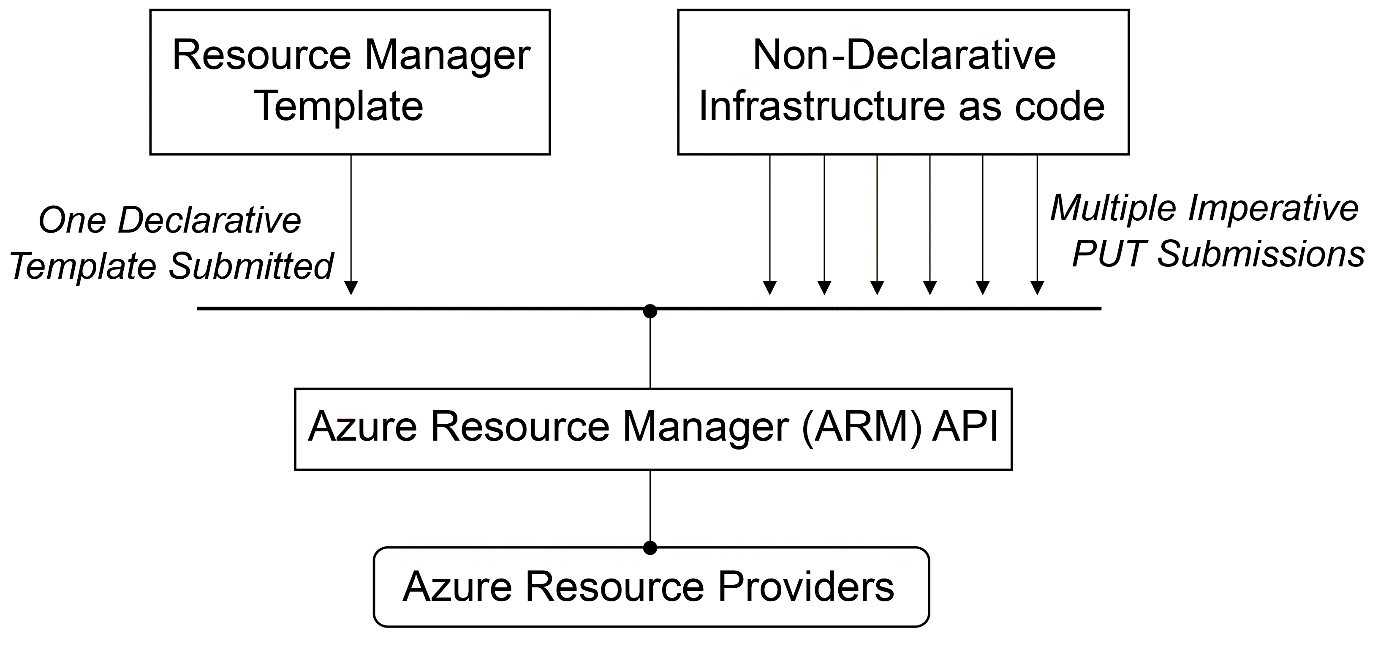 Resource Manager
Template
Non-Declarative
Infrastructure as code
One Declarative
Template Submitted
Multiple Imperative
PUT Submissions
Azure Resource Manager (ARM) API
Azure Resource Providers